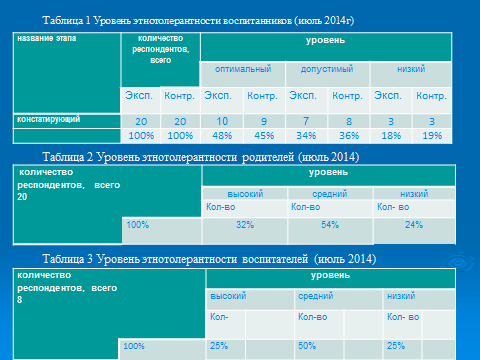 Таблица 1 Уровень этнотолерантности воспитанников (июль 2014г)
название этапа количество уровень
респондентов,
всего
оптимальный допустимый низкий
Эксп. Контр. Эксп. Контр. Эксп. Контр. Эксп. Контр.
констатирующий 20 20 10 9 7 8 3 3
100% 100% 48% 45% 34% 36% 18% 19%
Таблица 2 Уровень этнотолерантности родителей (июль 2014)
количество уровень
респондентов, всего
20 высокий средний низкий
Кол-во Кол-во Кол- во
100% 32% 54% 24%
Таблица 3 Уровень этнотолерантности воспитателей (июль 2014)
количество уровень
респондентов, всего
8 высокий средний низкий
Кол- Кол-во Кол- во
100% 25% 50% 25%